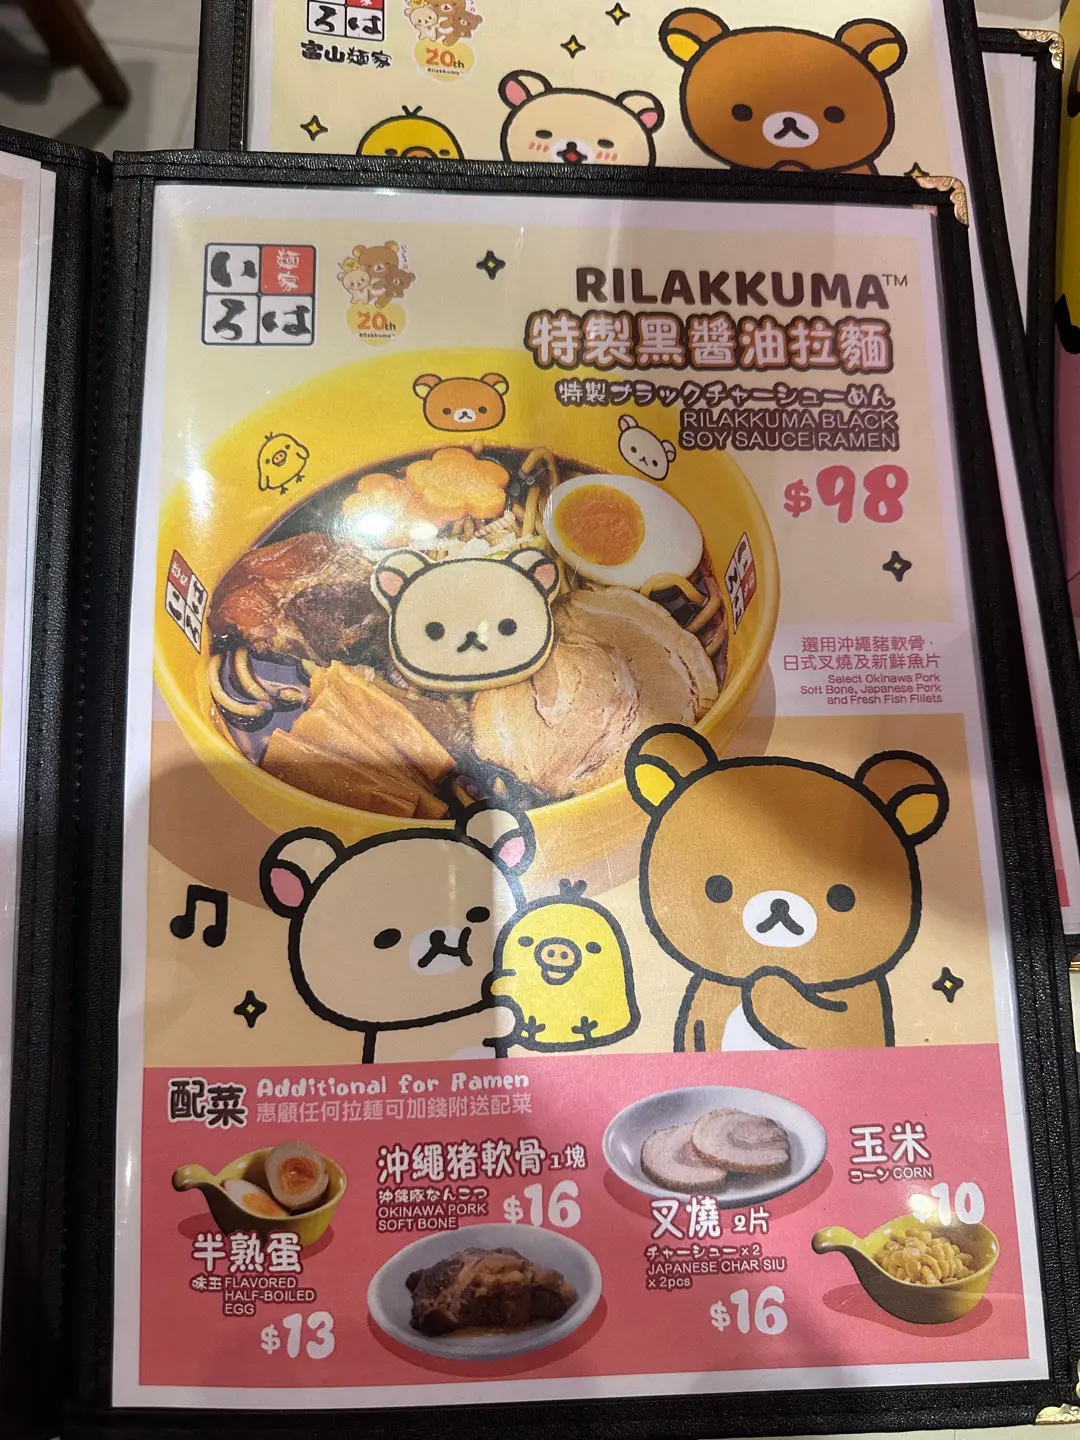 ろは
富山麺家
20th
Rilakkuma™
い 麺家
ろ は
20th
Rilakkuma™
RILAKKUMA™
特製黑醬油拉麵
特製ブラックチャーシューめん
RILAKKUMA BLACK
SOY SAUCE RAMEN
$98
選用沖繩豬軟骨、
日式叉燒及新鮮魚片
Select Okinawa Pork
Soft Bone, Japanese Pork
and Fresh Fish Fillets
配菜 Additional for Ramen
惠顧任何拉麵可加錢附送配菜
半熟蛋
味玉 FLAVORED
HALF-BOILED
EGG
$13
沖繩豬軟骨1塊
沖縄豚なんこつ
OKINAWA PORK
SOFT BONE
$16
叉燒 2片
チャーシュー×2
JAPANESE CHAR SIU
x 2pcs
$16
玉米
コーン CORN
$10